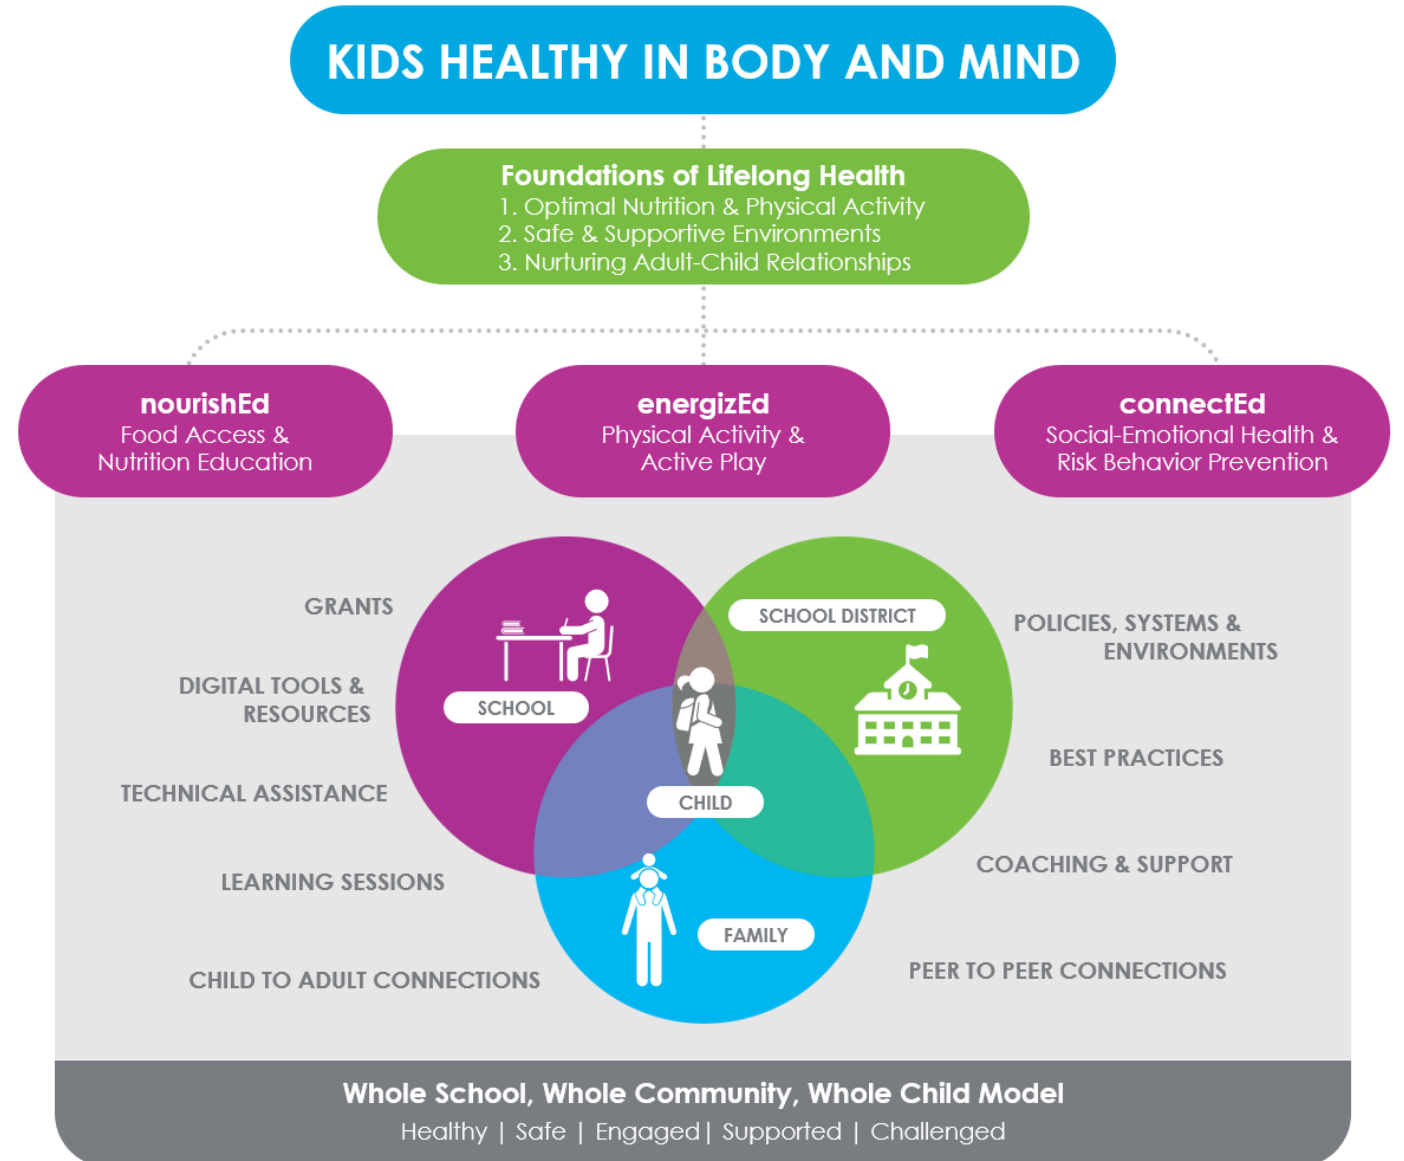 KIDS HEALTHY IN BODY AND MIND
Foundations of Lifelong Health
1. Optimal Nutrition & Physical Activity
2. Safe & Supportive Environments
3. Nurturing Adult-Child Relationships
nourishEd
Food Access &
Nutrition Education
energizEd
Physical Activity &
Active Play
connectEd
Social-Emotional Health &
Risk Behavior Prevention
GRANTS
DIGITAL TOOLS &
RESOURCES
TECHNICAL ASSISTANCE
LEARNING SESSIONS
CHILD TO ADULT CONNECTIONS
SCHOOL
SCHOOL DISTRICT
CHILD
FAMILY
POLICIES, SYSTEMS &
ENVIRONMENTS
BEST PRACTICES
COACHING & SUPPORT
PEER TO PEER CONNECTIONS
Whole School, Whole Community, Whole Child Model
Healthy | Safe | Engaged| Supported | Challenged